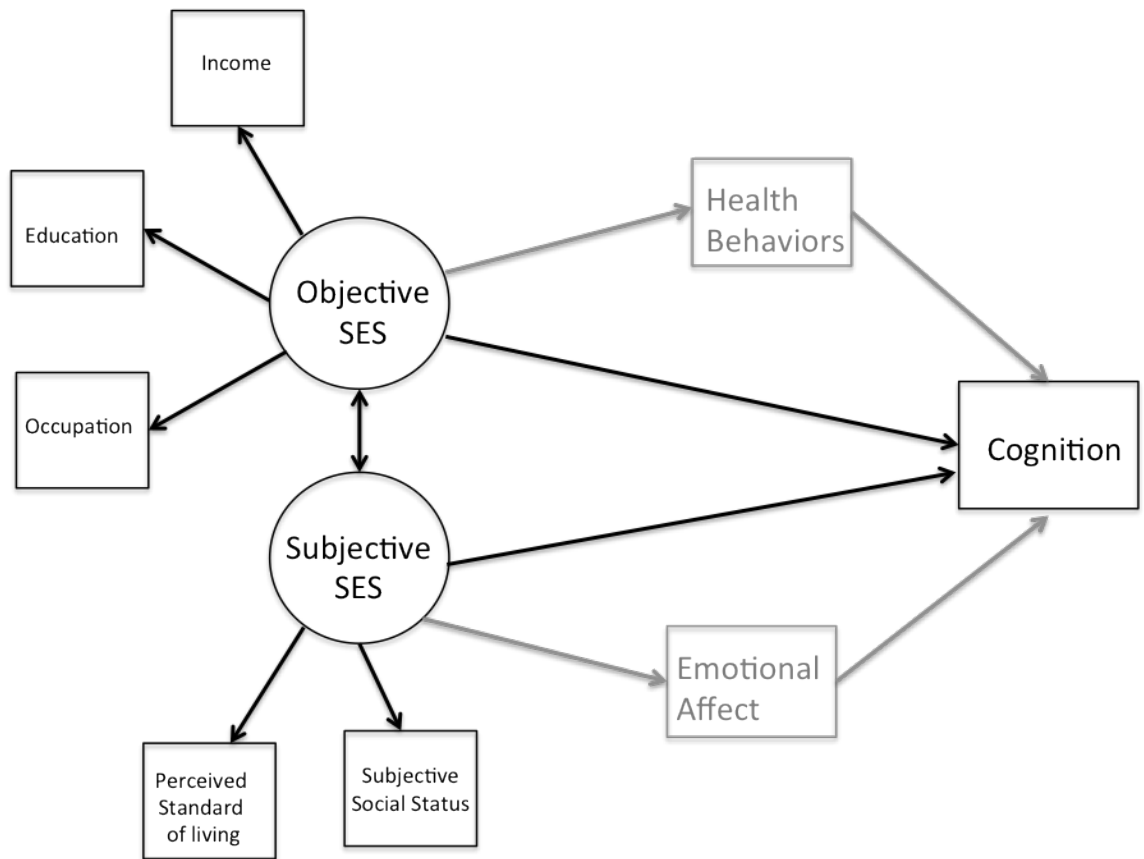 Income
Education
Health
Behaviors
Objective
SES
Occupation
Cognition
Subjective
SES
Emotional
Affect
Perceived
Standard
of living
Subjective
Social Status